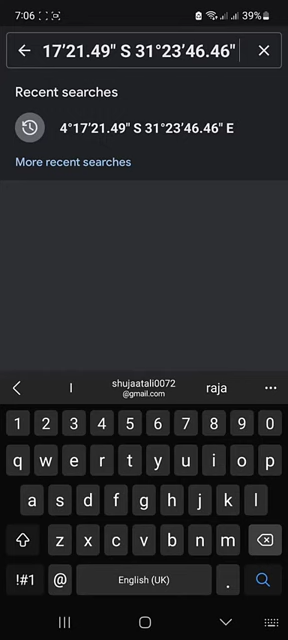 7:06 39%
17'21.49" S 31°23'46.46"
Recent searches
4°17'21.49" S 31°23'46.46" E
More recent searches
I shujaatali0072 @gmail.com raja ...
1 2 3 4 5 6 7 8 9 0
q w e r t y u i o p
a s d f g h j k l
z x c v b n m
!#1 @ English (UK) .